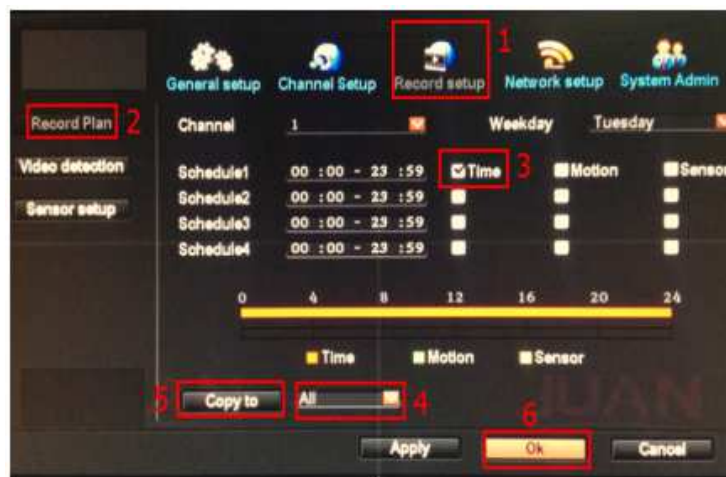 1
General setup Channel Setup Record setup Network setup System Admin
Record Plan 2 Channel 1 Weekday Tuesday
Video detection Schedule1 00 :00 - 23 :59 Time 3 Motion Sensor
Sensor setup Schedule2 00 :00 - 23 :59
Schedule3 00 :00 - 23 :59
Schedule4 00 :00 - 23 :59
0 4 8 12 16 20 24
Time Motion Sensor
5 Copy to All 4 JUAN
6
Apply Ok Cancel